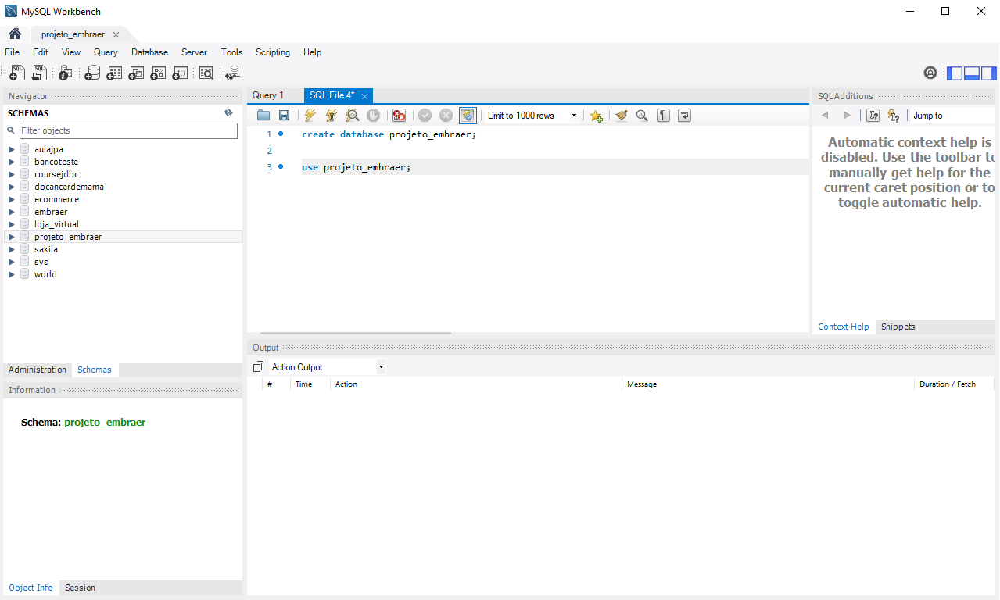 MySQL Workbench
projeto_embraer
File Edit View Query Database Server Tools Scripting Help
Navigator
SCHEMAS
Filter objects
aulajpa
bancoteste
coursejdbc
dbcancerdemama
ecommerce
embraer
loja_virtual
projeto_embraer
sakila
sys
world
Administration Schemas
Information
Schema: projeto_embraer
Object Info Session
Query 1 SQL File 4*
Limit to 1000 rows
1 create database projeto_embraer;
2
3 use projeto_embraer;
SQLAdditions
Jump to
Automatic context help is
disabled. Use the toolbar to
manually get help for the
current caret position or to
toggle automatic help.
Context Help Snippets
Output
Action Output
# Time Action Message Duration / Fetch